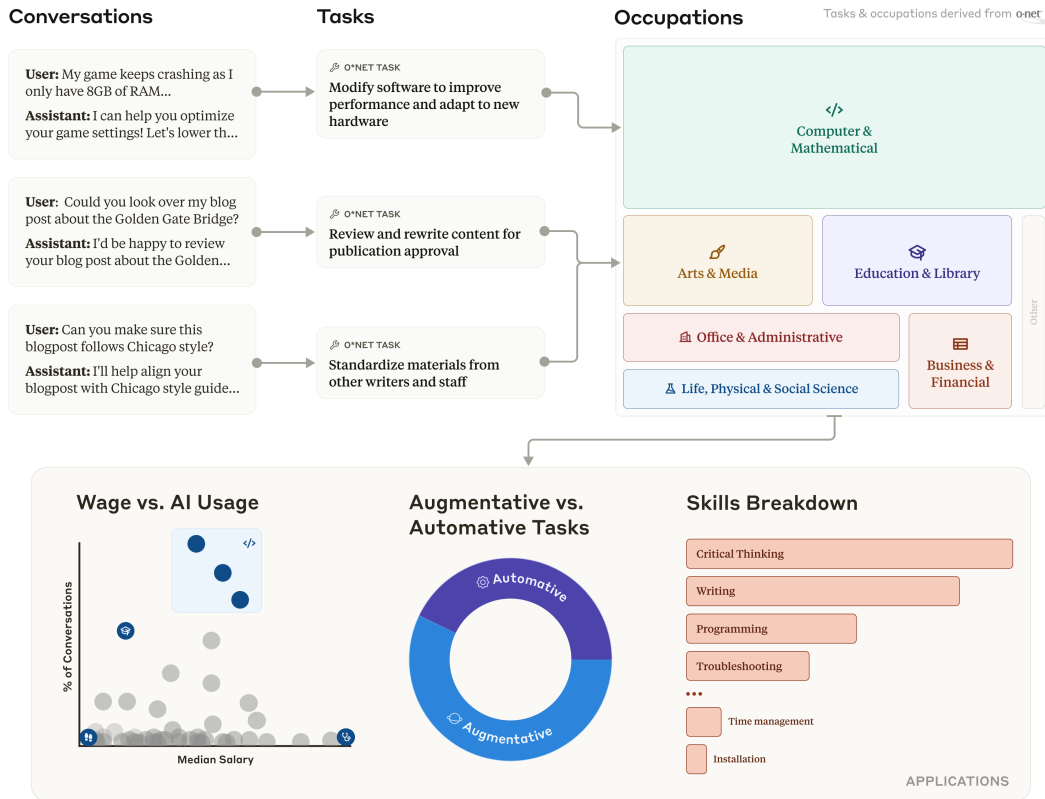 Conversations
Tasks
Occupations
Tasks & occupations derived from o*net
User: My game keeps crashing as I
only have 8GB of RAM...
Assistant: I can help you optimize
your game settings! Let's lower th...
O*NET TASK
Modify software to improve
performance and adapt to new
hardware
Computer &
Mathematical
User: Could you look over my blog
post about the Golden Gate Bridge?
Assistant: I'd be happy to review
your blog post about the Golden...
O*NET TASK
Review and rewrite content for
publication approval
Arts & Media
Education & Library
Other
User: Can you make sure this
blogpost follows Chicago style?
Assistant: I'll help align your
blogpost with Chicago style guide...
O*NET TASK
Standardize materials from
other writers and staff
Office & Administrative
Business &
Financial
Life, Physical & Social Science
Wage vs. AI Usage
% of Conversations
Median Salary
Augmentative vs.
Automative Tasks
Automative
Augmentative
Skills Breakdown
Critical Thinking
Writing
Programming
Troubleshooting
•••
Time management
Installation
APPLICATIONS